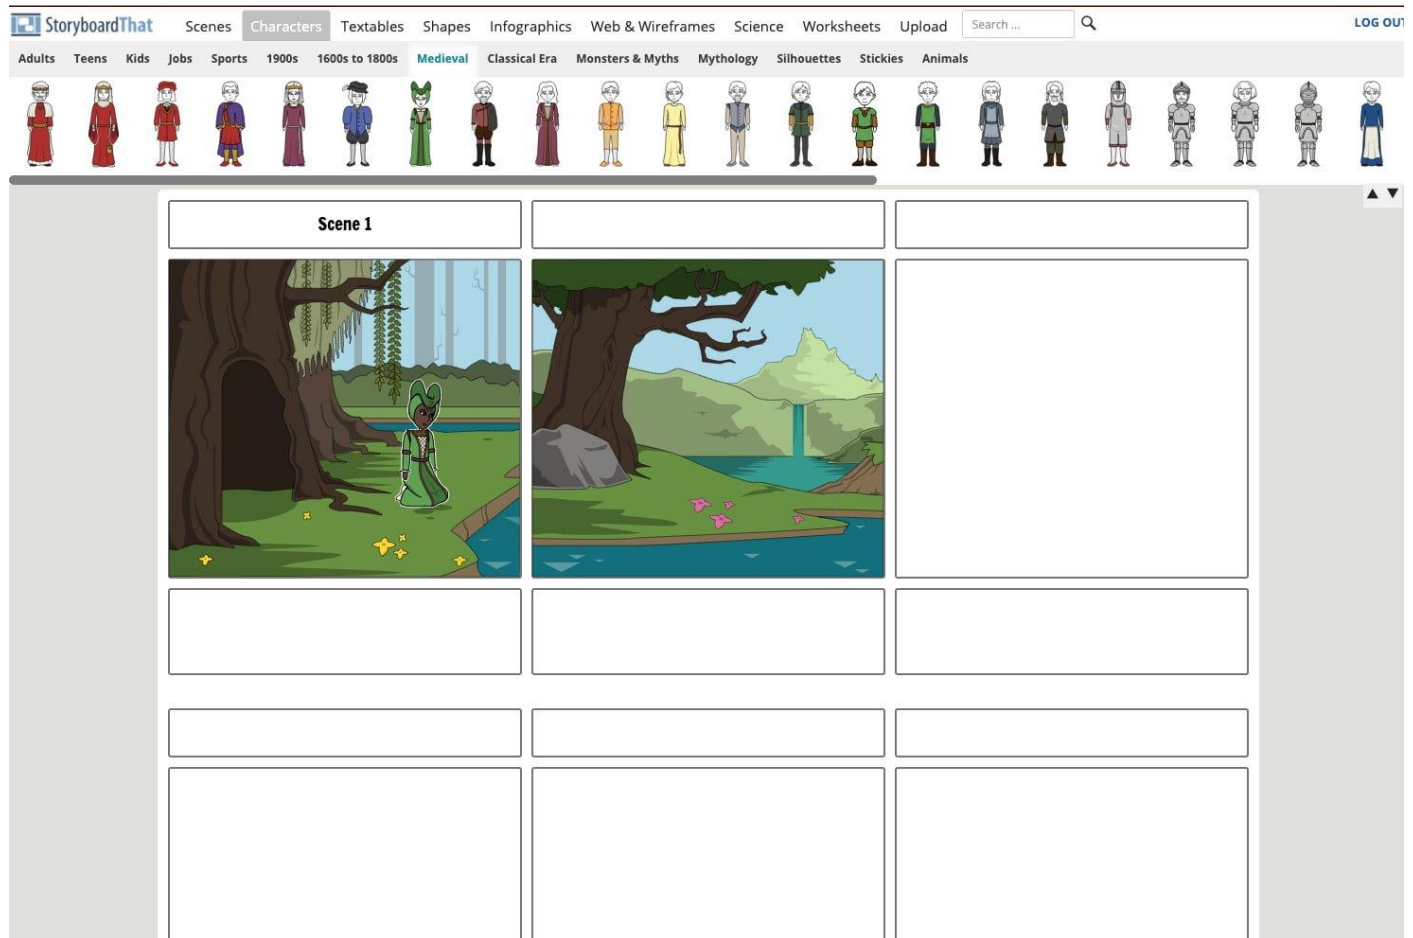 StoryboardThat Scenes Characters Textables Shapes Infographics Web & Wireframes Science Worksheets Upload Search ... LOG OUT
Adults Teens Kids Jobs Sports 1900s 1600s to 1800s Medieval Classical Era Monsters & Myths Mythology Silhouettes Stickies Animals
Scene 1